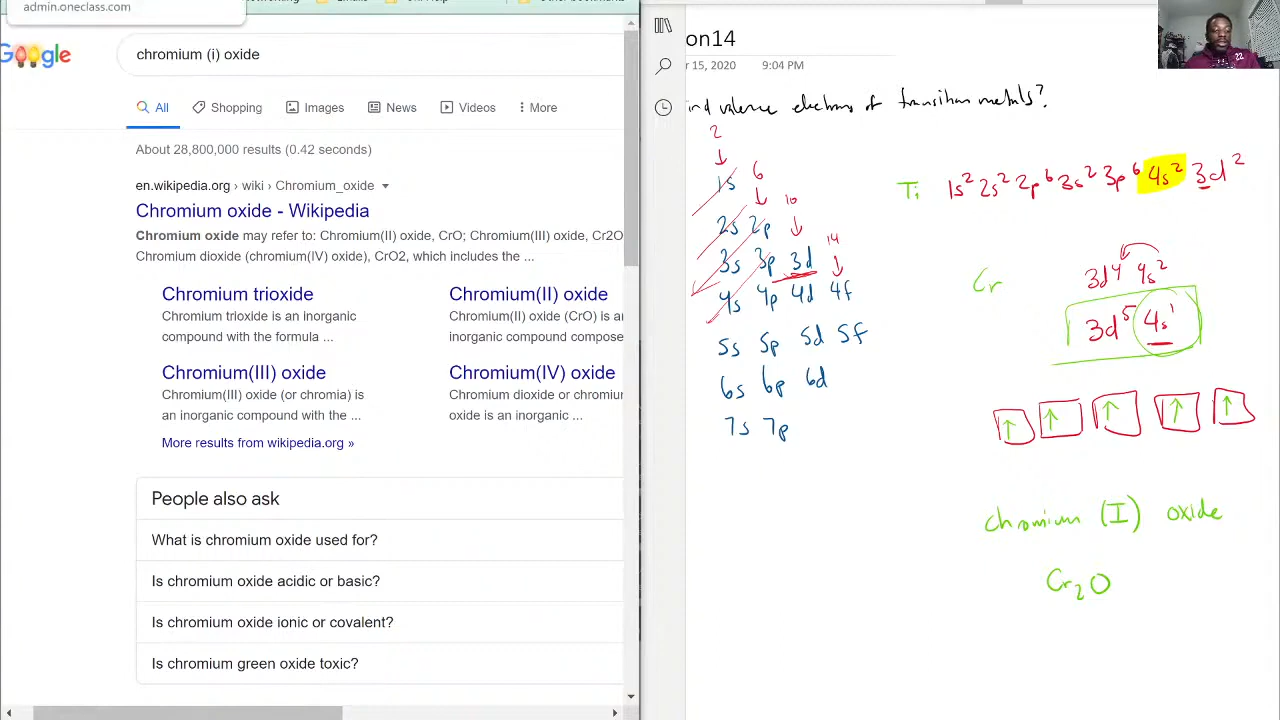 admin.oneclass.com
Google
chromium (i) oxide
All Shopping Images News Videos More
About 28,800,000 results (0.42 seconds)
en.wikipedia.org › wiki › Chromium_oxide
Chromium oxide - Wikipedia
Chromium oxide may refer to: Chromium(II) oxide, CrO; Chromium(III) oxide, Cr2O
Chromium dioxide (chromium(IV) oxide), CrO2, which includes the ...
Chromium trioxide
Chromium trioxide is an inorganic
compound with the formula ...
Chromium(II) oxide
Chromium(II) oxide (CrO) is an
inorganic compound compose
Chromium(III) oxide
Chromium(III) oxide (or chromia) is
an inorganic compound with the ...
Chromium(IV) oxide
Chromium dioxide or chromium
oxide is an inorganic ...
More results from wikipedia.org »
People also ask
What is chromium oxide used for?
Is chromium oxide acidic or basic?
Is chromium oxide ionic or covalent?
Is chromium green oxide toxic?
on14
r 15, 2020 9:04 PM
ind valence electrons of transition metals?
2
6
10
14
1s
2s 2p
3s 3p 3d
4s 4p 4d 4f
5s 5p 5d 5f
6s 6p 6d
7s 7p
Ti 1s² 2s² 2p⁶ 3s² 3p⁶ 4s² 3d²
Cr 3d⁴ 4s²
3d⁵ 4s¹
↑ ↑ ↑ ↑ ↑
chromium (I) oxide
Cr₂O
22